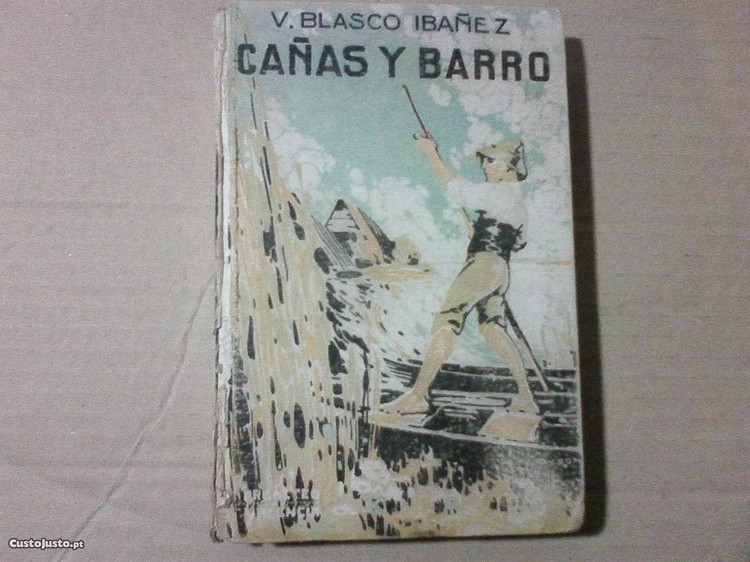 V. BLASCO IBAÑEZ
CAÑAS Y BARRO
CustoJusto.pt